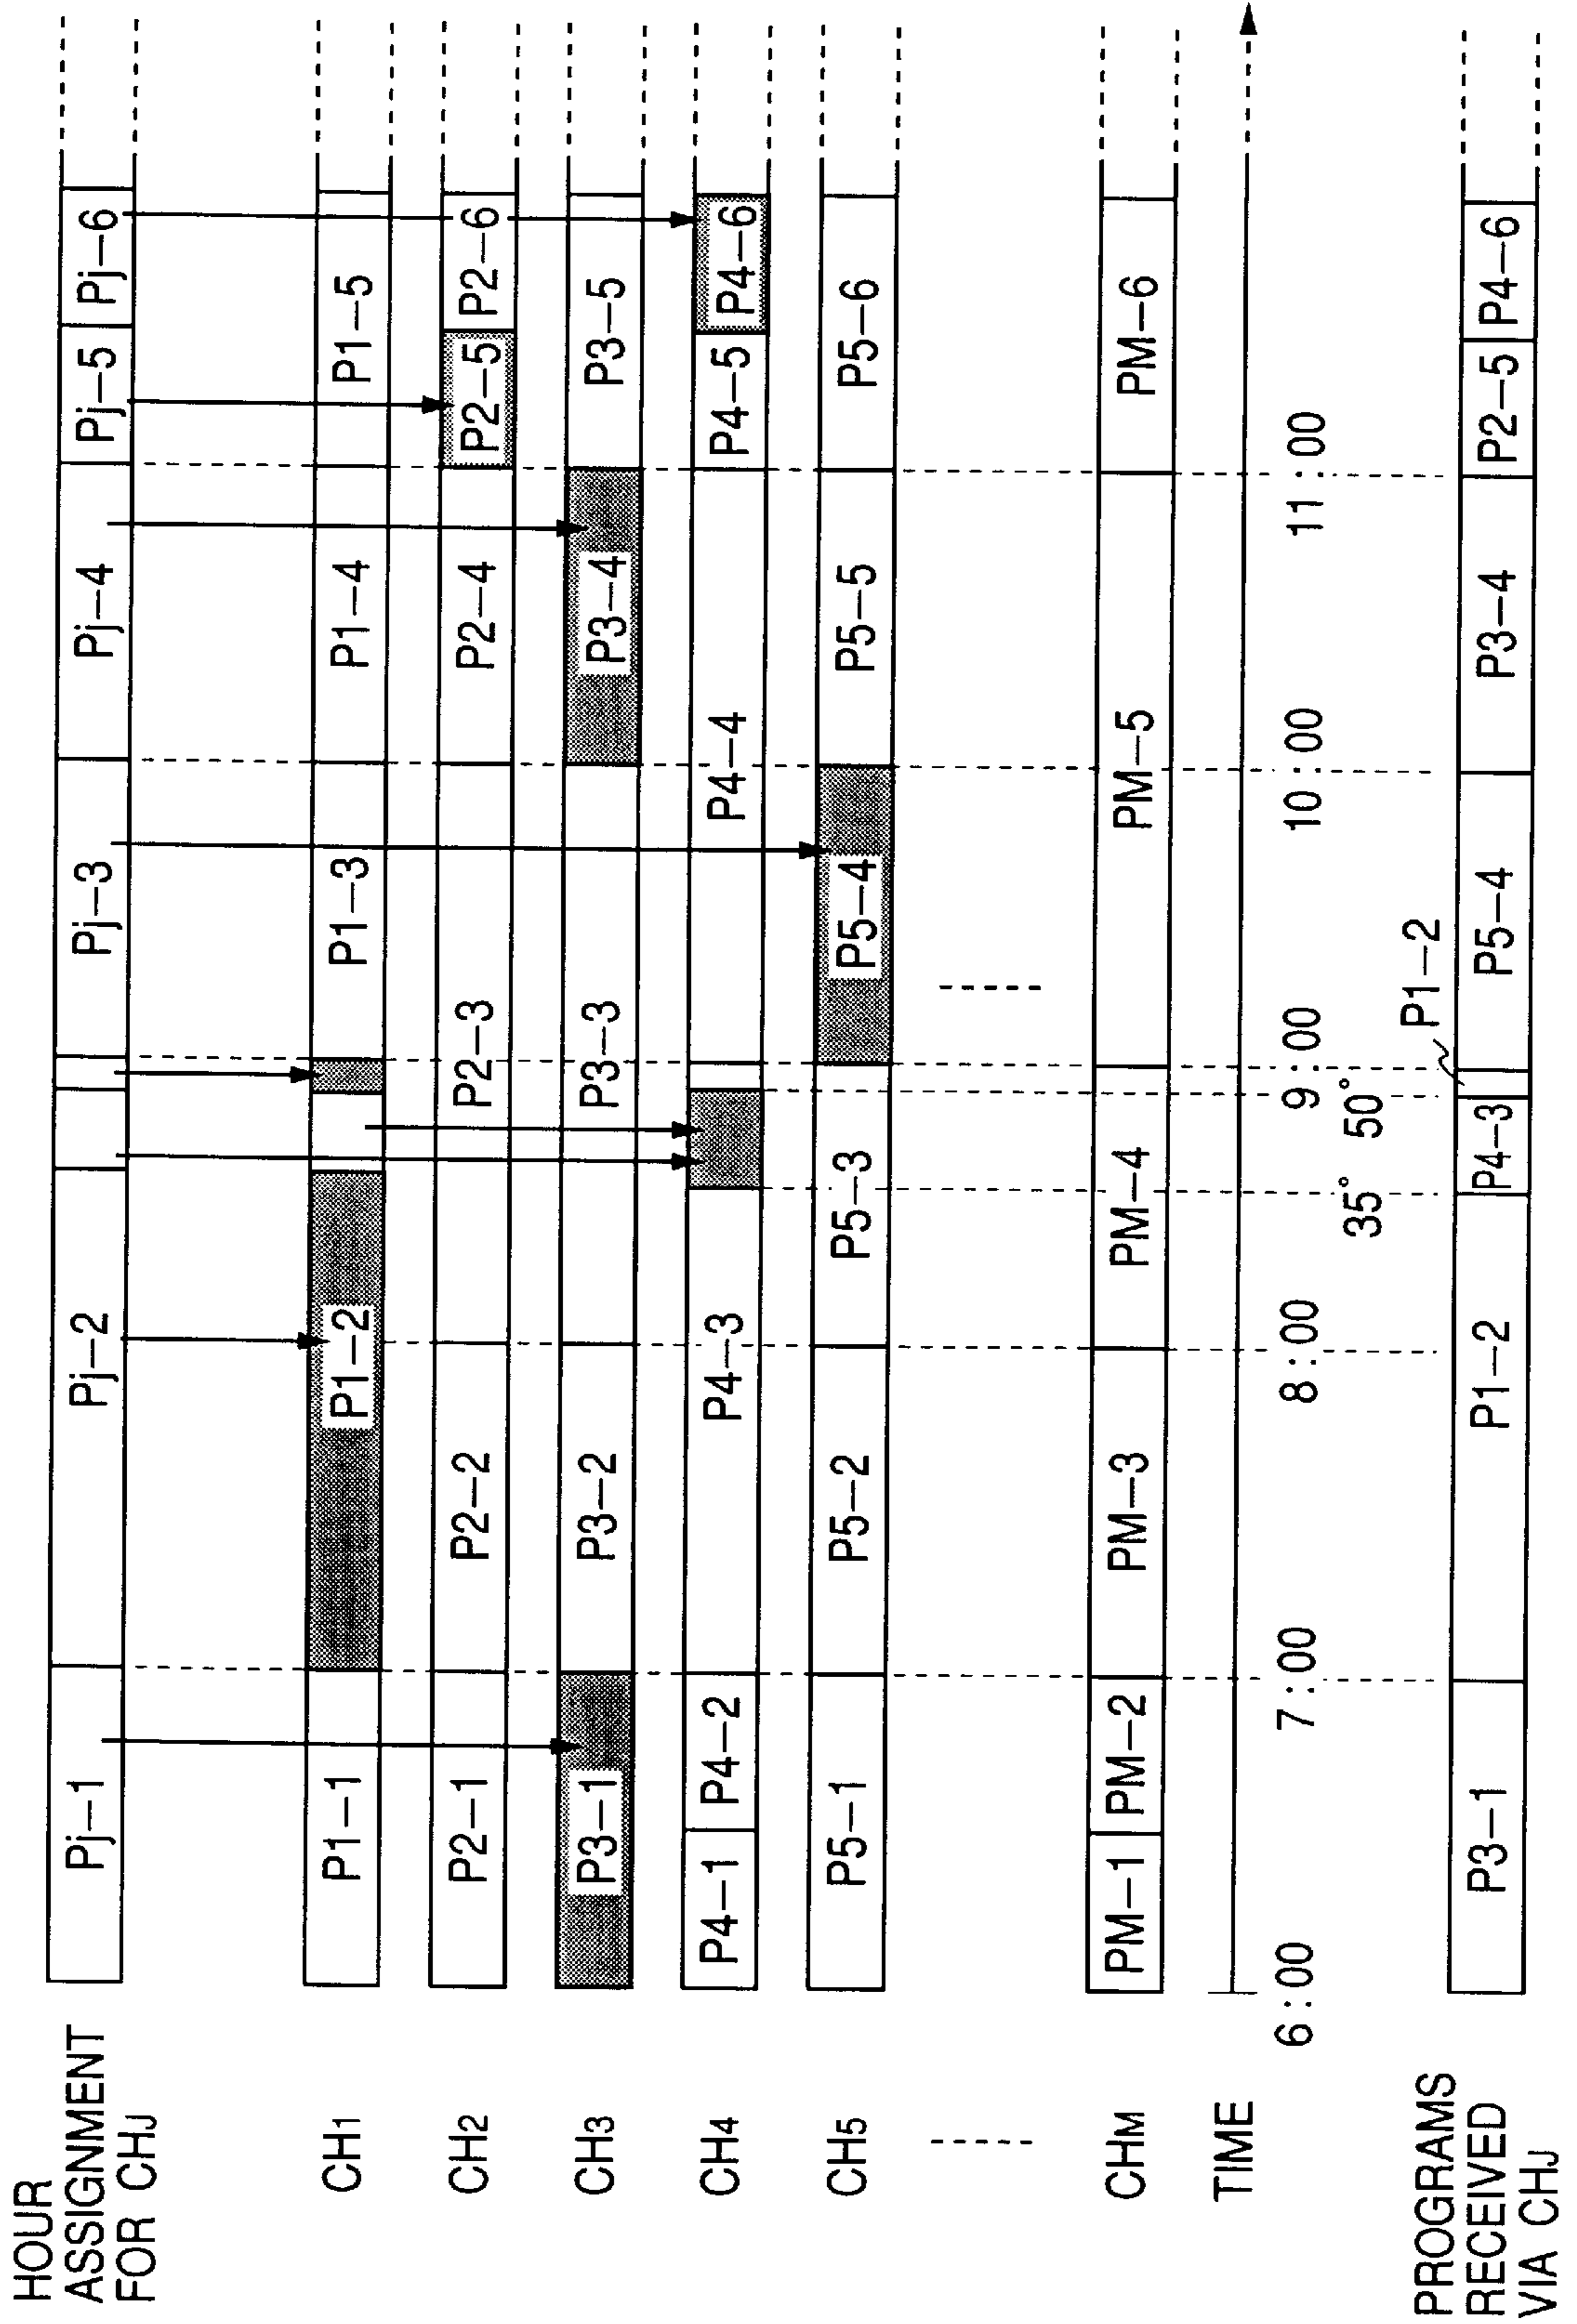 HOUR
ASSIGNMENT
FOR CHJ
Pj–1
Pj–2
Pj–3
Pj–4
Pj–5
Pj–6
CH1
P1–1
P1–2
P1–3
P1–4
P1–5
CH2
P2–1
P2–2
P2–3
P2–4
P2–5
P2–6
CH3
P3–1
P3–2
P3–3
P3–4
P3–5
CH4
P4–1
P4–2
P4–3
P4–4
P4–5
P4–6
CH5
P5–1
P5–2
P5–3
P5–4
P5–5
P5–6
CHM
PM–1
PM–2
PM–3
PM–4
PM–5
PM–6
TIME
6:00
7:00
8:00
9:00
10:00
11:00
35°
50°
P1–2
PROGRAMS
RECEIVED
VIA CHJ
P3–1
P1–2
P4–3
P5–4
P3–4
P2–5
P4–6